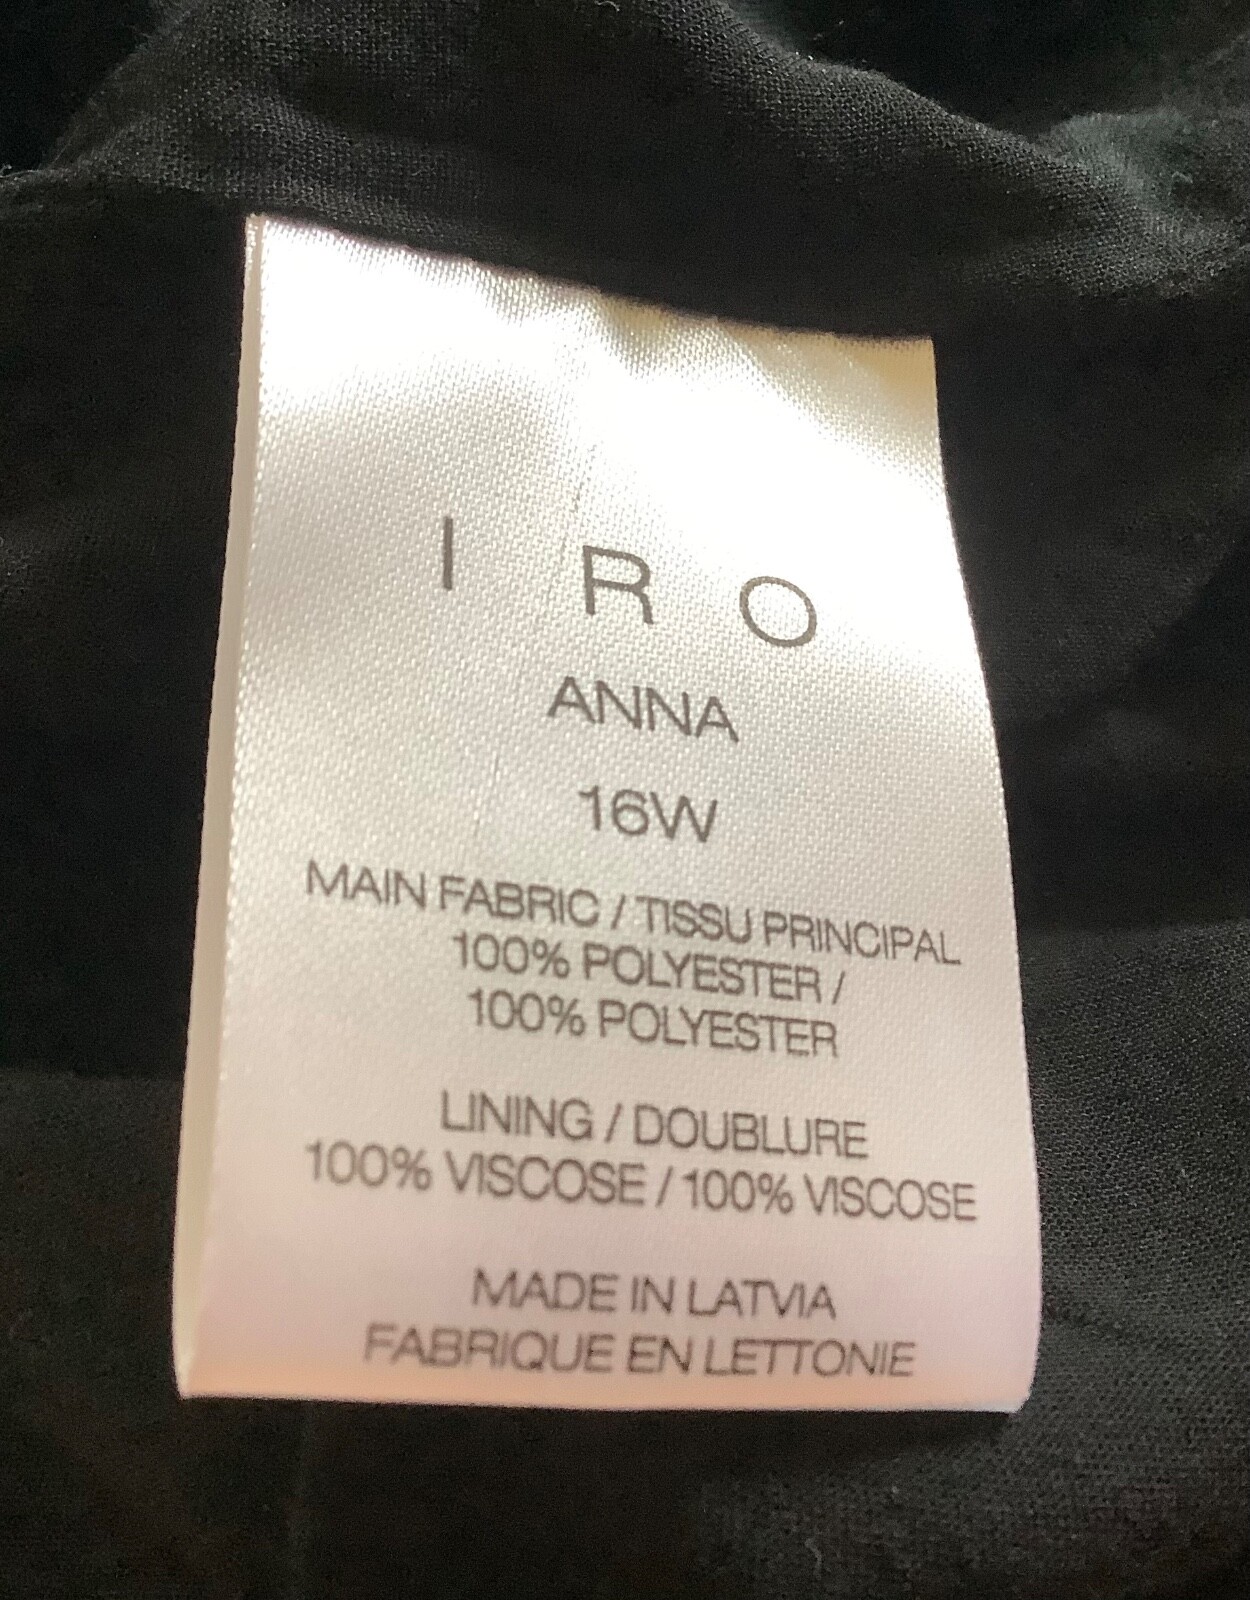 I R O
ANNA
16W
MAIN FABRIC / TISSU PRINCIPAL
100% POLYESTER /
100% POLYESTER
LINING / DOUBLURE
100% VISCOSE / 100% VISCOSE
MADE IN LATVIA
FABRIQUE EN LETTONIE